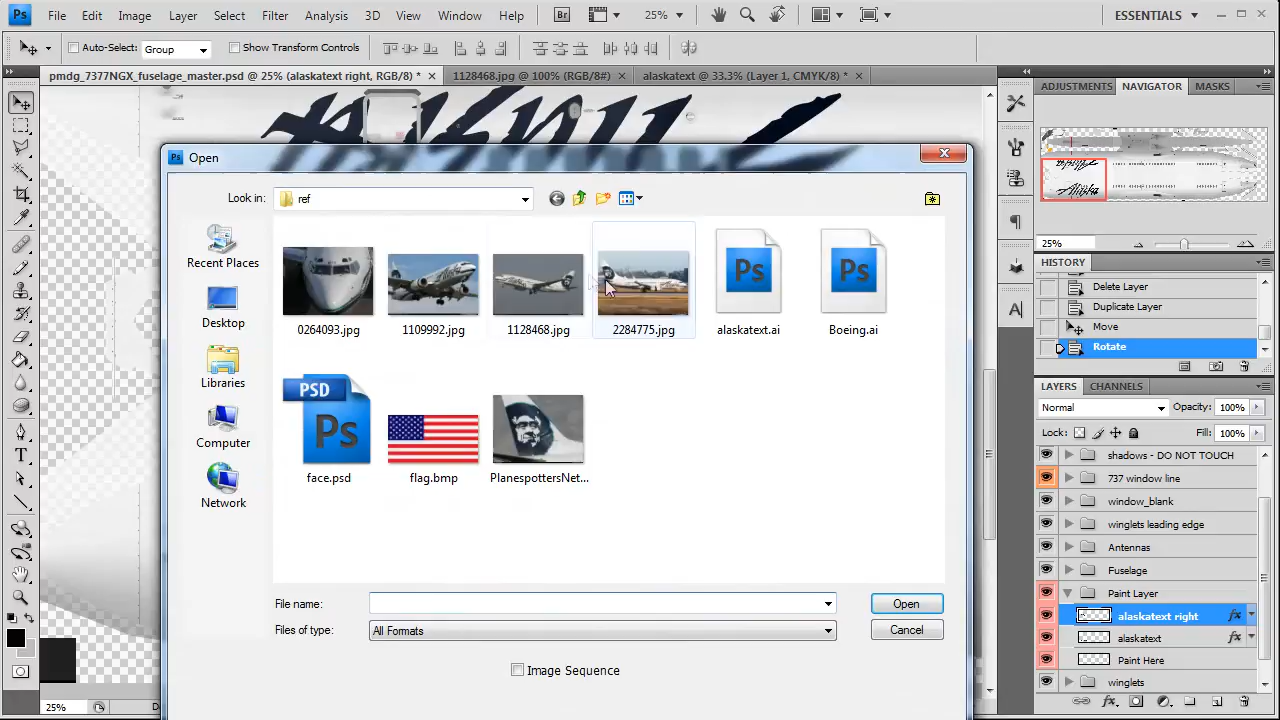 Ps File Edit Image Layer Select Filter Analysis 3D View Window Help Br 25% ESSENTIALS
Auto-Select: Group Show Transform Controls
pmdg_7377NGX_fuselage_master.psd @ 25% (alaskatext right, RGB/8) * 1128468.jpg @ 100% (RGB/8#) (Layer 1, CMYK/8) *
ADJUSTMENTS NAVIGATOR MASKS
Ps Open
Look in: ref
Recent Places
Desktop
Libraries
Computer
Network
0264093.jpg 1109992.jpg 1128468.jpg 2284775.jpg alaskatext.ai Boeing.ai
PSD
Ps
face.psd flag.bmp PlanespottersNet...
File name: Open
Files of type: All Formats Cancel
Image Sequence
25%
HISTORY
Delete Layer
Duplicate Layer
Move
Rotate
LAYERS CHANNELS
Normal Opacity: 100%
Lock: Fill: 100%
shadows - DO NOT TOUCH
737 window line
window_blank
winglets leading edge
Antennas
Fuselage
Paint Layer
alaskatext right fx
alaskatext fx
Paint Here
winglets
25%